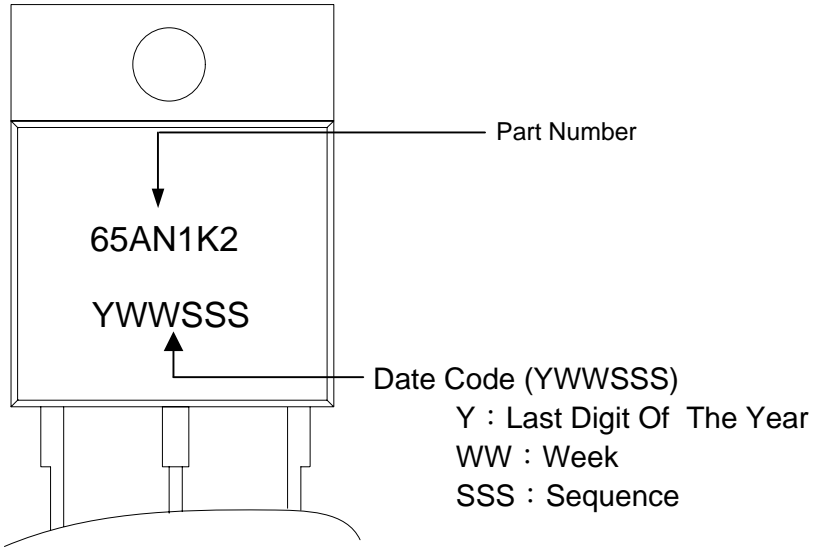 Part Number
65AN1K2
YWWSSS
Date Code (YWWSSS)
Y：Last Digit Of The Year
WW：Week
SSS：Sequence